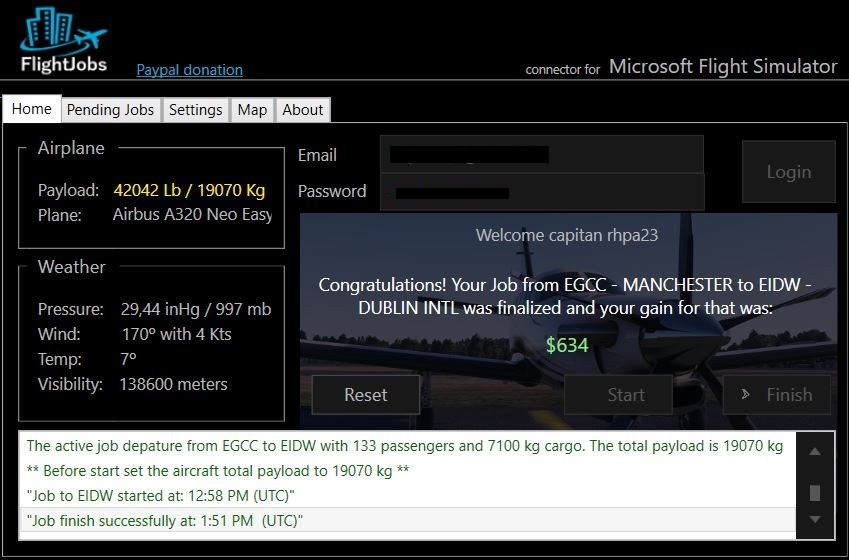 FlightJobs
Paypal donation
connector for Microsoft Flight Simulator
Home Pending Jobs Settings Map About
Airplane
Payload: 42042 Lb / 19070 Kg
Plane: Airbus A320 Neo Easy
Email
Password
Login
Weather
Pressure: 29,44 inHg / 997 mb
Wind: 170º with 4 Kts
Temp: 7º
Visibility: 138600 meters
Welcome capitan rhpa23
Congratulations! Your Job from EGCC - MANCHESTER to EIDW -
DUBLIN INTL was finalized and your gain for that was:
$634
Reset Start Finish
The active job depature from EGCC to EIDW with 133 passengers and 7100 kg cargo. The total payload is 19070 kg
** Before start set the aircraft total payload to 19070 kg **
"Job to EIDW started at: 12:58 PM (UTC)"
"Job finish successfully at: 1:51 PM  (UTC)"